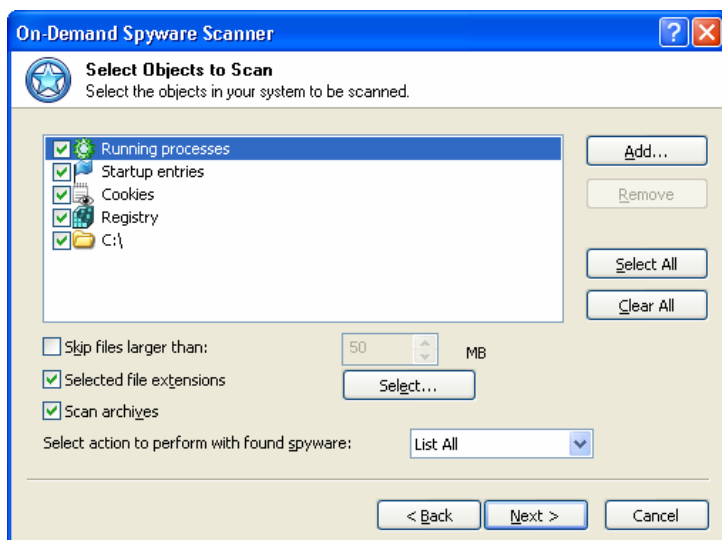 On-Demand Spyware Scanner
Select Objects to Scan
Select the objects in your system to be scanned.
Running processes
Startup entries
Cookies
Registry
C:\
Add...
Remove
Select All
Clear All
Skip files larger than: 50 MB
Selected file extensions Select...
Scan archives
Select action to perform with found spyware: List All
< Back Next > Cancel